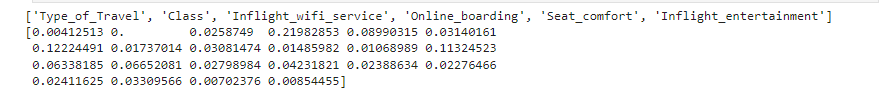 ['Type_of_Travel', 'Class', 'Inflight_wifi_service', 'Online_boarding', 'Seat_comfort', 'Inflight_entertainment']
[0.00412513 0.         0.0258749  0.21982853 0.08990315 0.03140161
 0.12224491 0.01737014 0.03081474 0.01485982 0.01068989 0.11324523
 0.06338185 0.06652081 0.02798984 0.04231821 0.02388634 0.02276466
 0.02411625 0.03309566 0.00702376 0.00854455]